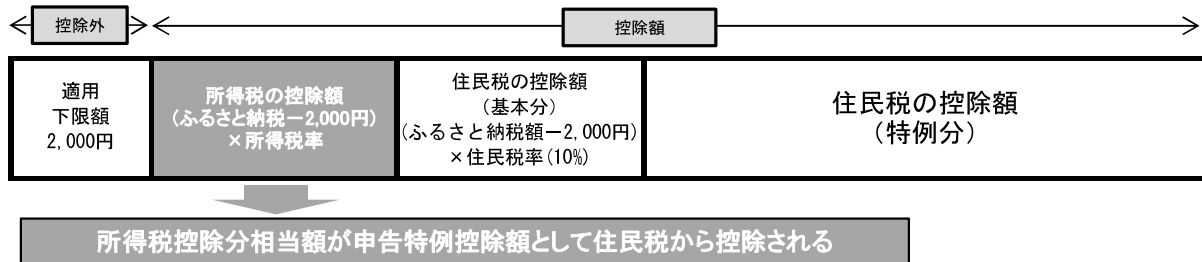 控除外
控除額
適用
下限額
2,000円
所得税の控除額
(ふるさと納税ー2,000円)
×所得税率
住民税の控除額
(基本分)
(ふるさと納税額ー2,000円)
×住民税率(10%)
住民税の控除額
(特例分)
所得税控除分相当額が申告特例控除額として住民税から控除される